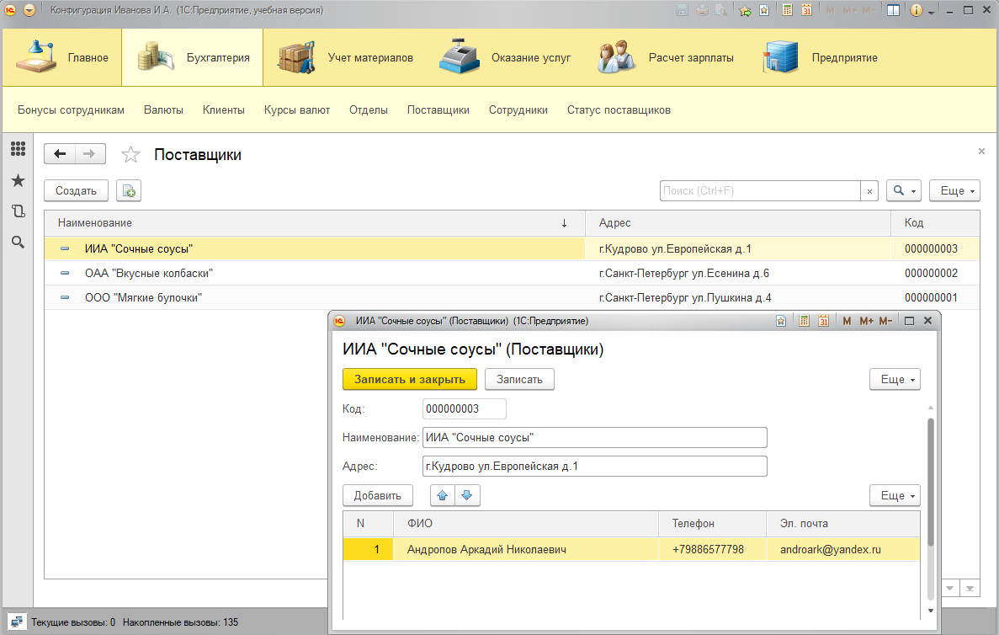 Конфигурация Иванова И.А. (1С:Предприятие, учебная версия)
M M+ M-
Главное Бухгалтерия Учет материалов Оказание услуг Расчет зарплаты Предприятие
Бонусы сотрудникам Валюты Клиенты Курсы валют Отделы Поставщики Сотрудники Статус поставщиков
Поставщики
Создать Поиск (Ctrl+F) Еще
Наименование Адрес Код
ИИА "Сочные соусы" г.Кудрово ул.Европейская д.1 000000003
ОАА "Вкусные колбаски" г.Санкт-Петербург ул.Есенина д.6 000000002
ООО "Мягкие булочки" г.Санкт-Петербург ул.Пушкина д.4 000000001
ИИА "Сочные соусы" (Поставщики) (1С:Предприятие) 31 M M+ M-
ИИА "Сочные соусы" (Поставщики)
Записать и закрыть Записать Еще
Код: 000000003
Наименование: ИИА "Сочные соусы"
Адрес: г.Кудрово ул.Европейская д.1
Добавить Еще
N ФИО Телефон Эл. почта
1 Андропов Аркадий Николаевич +79886577798 androark@yandex.ru
Текущие вызовы: 0 Накопленные вызовы: 135